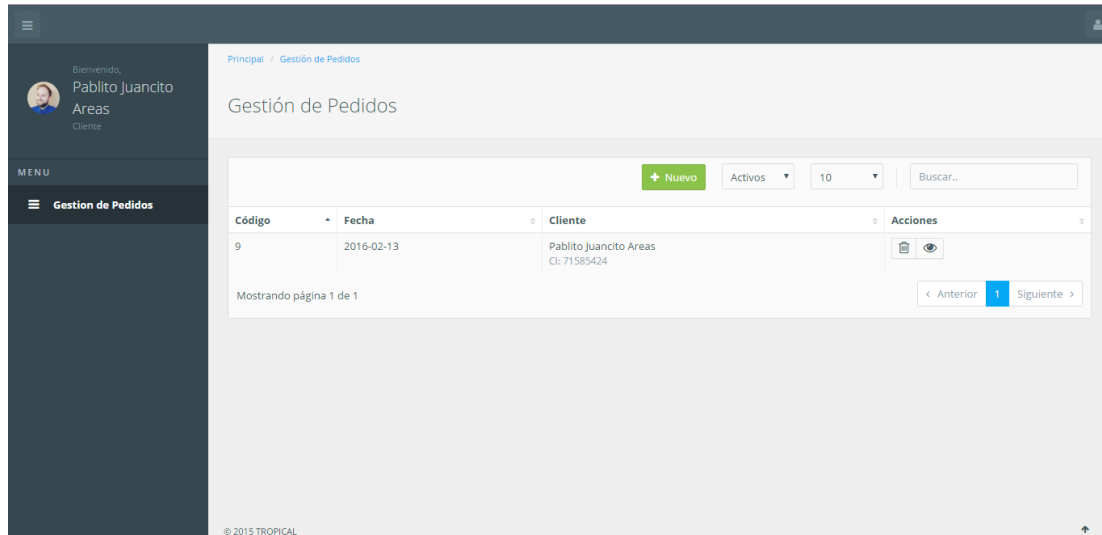 Bienvenido,
Pablito Juancito
Areas
Cliente
MENU
Gestion de Pedidos
Principal / Gestión de Pedidos
Gestión de Pedidos
+ Nuevo Activos 10 Buscar..
Código Fecha Cliente Acciones
9 2016-02-13 Pablito Juancito Areas
CI: 71585424
Mostrando página 1 de 1
‹ Anterior 1 Siguiente ›
© 2015 TROPICAL